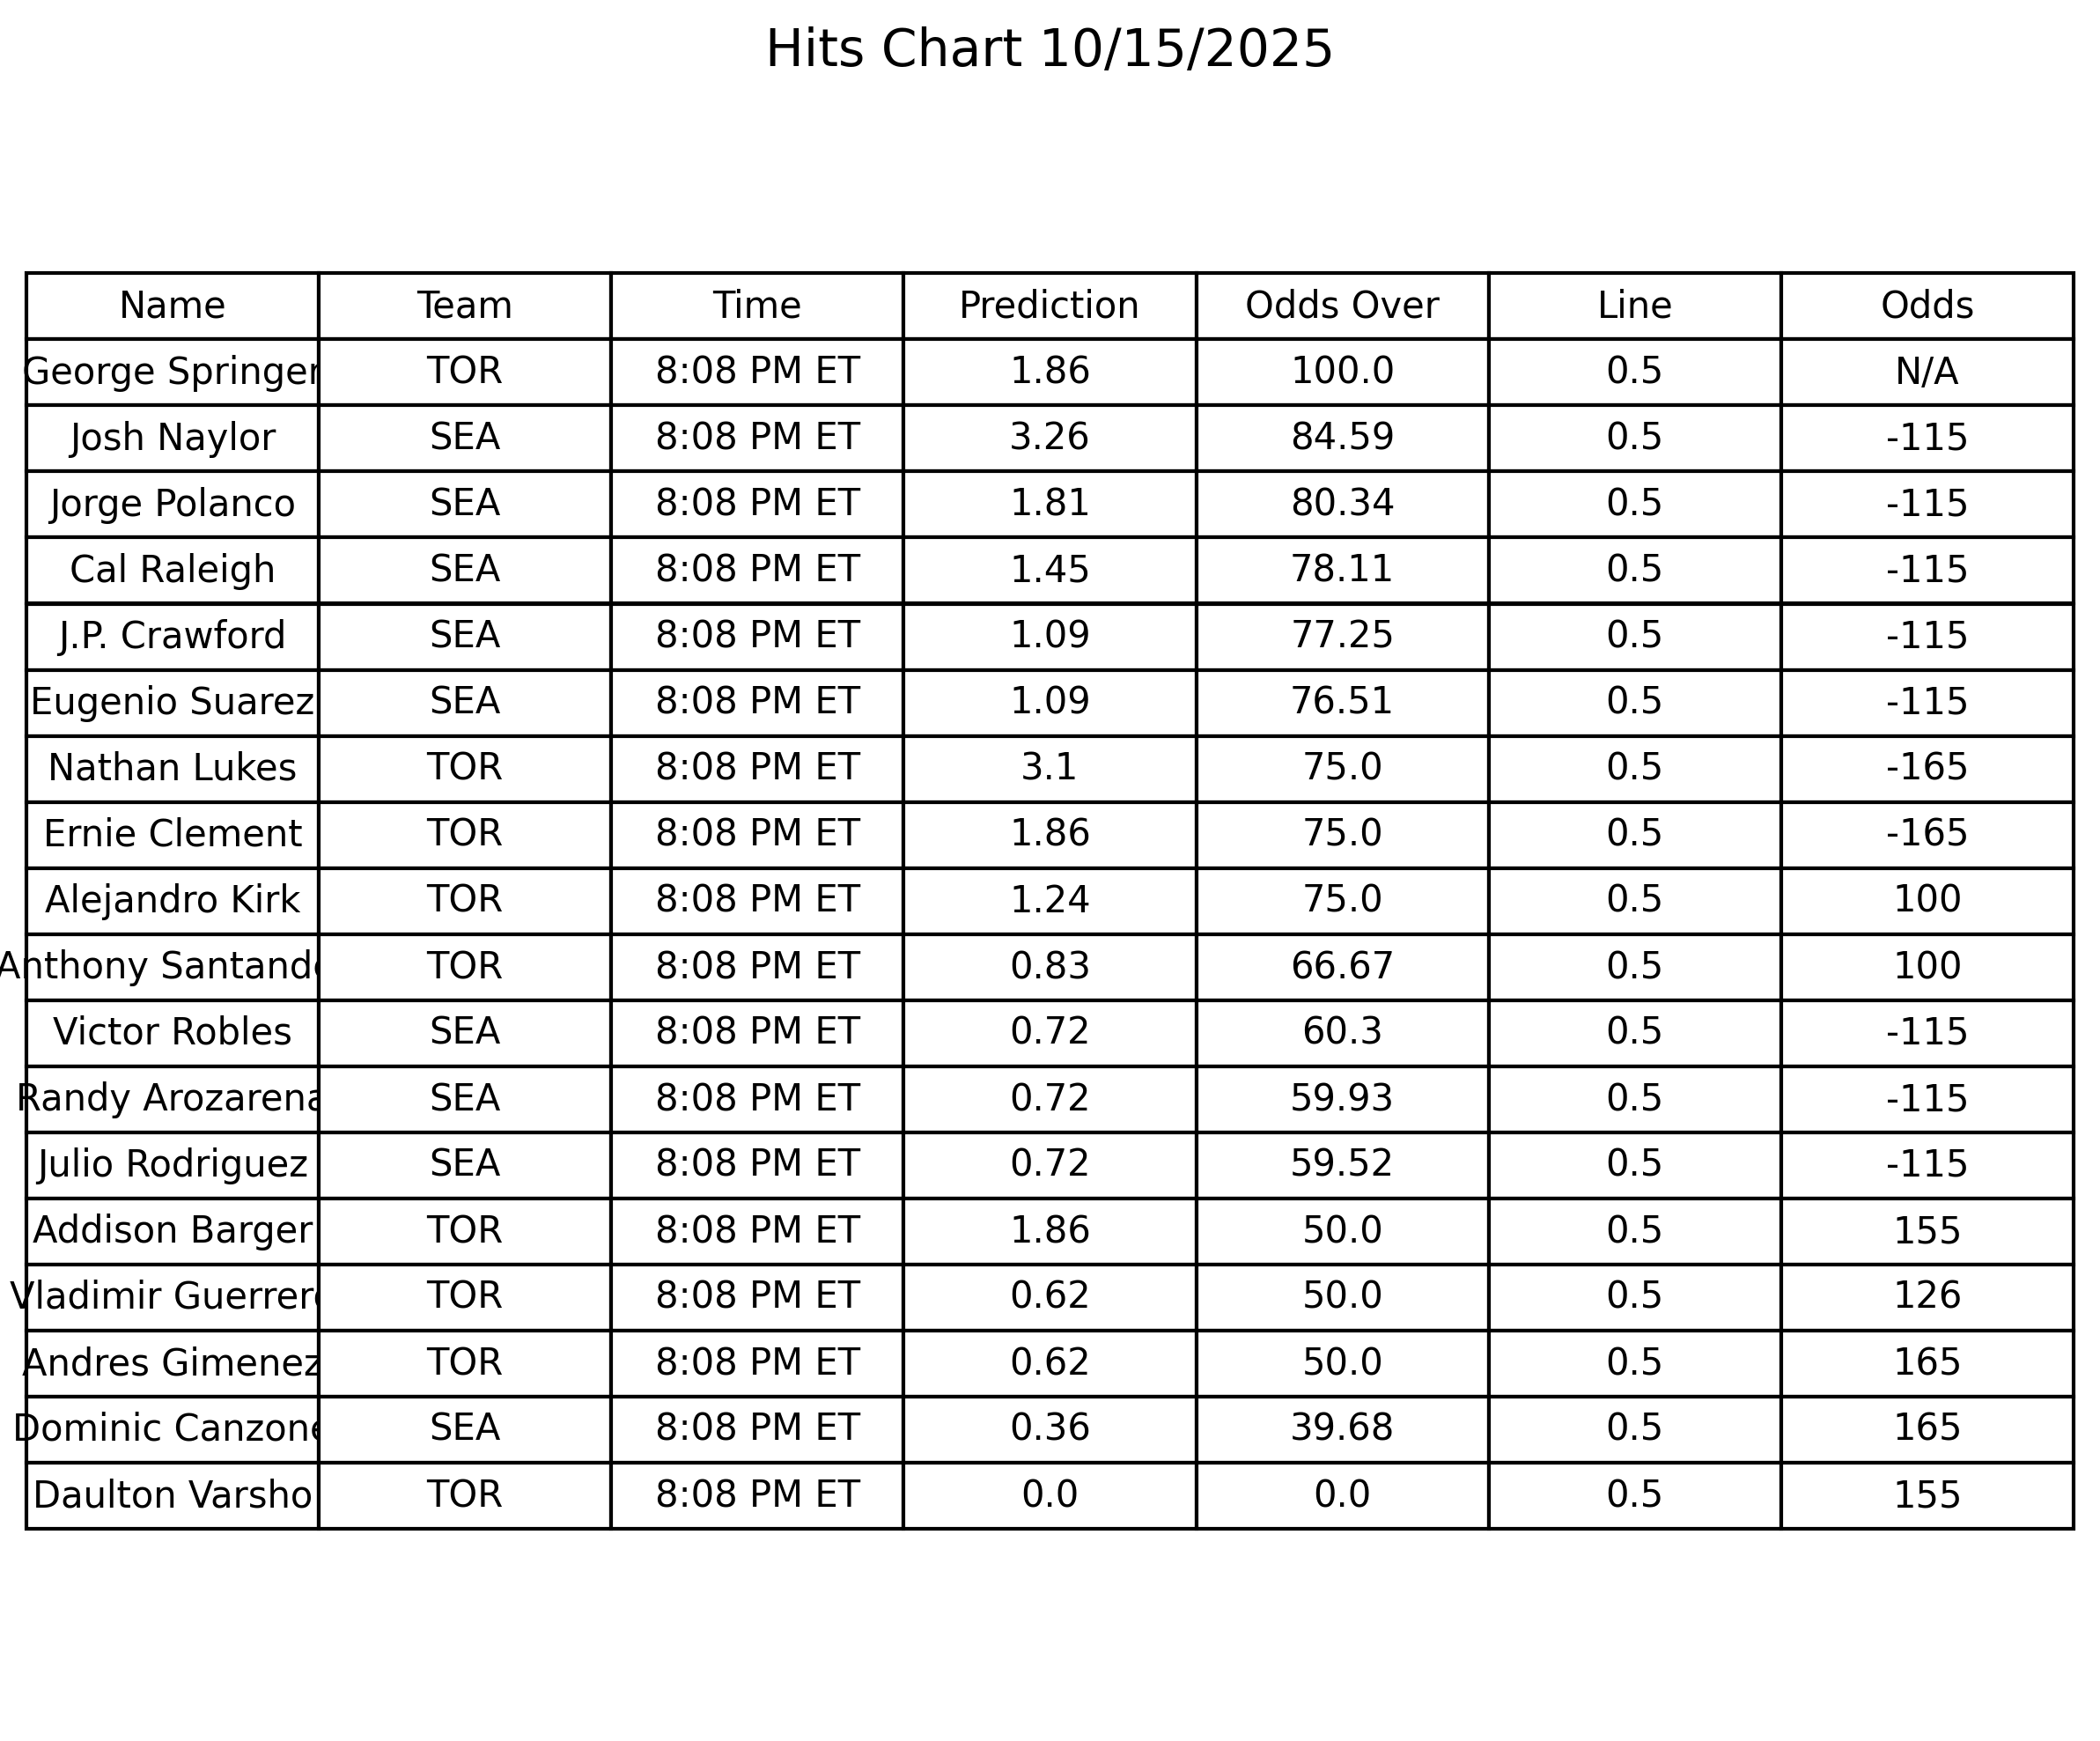 Hits Chart 10/15/2025
Name Team Time Prediction Odds Over Line Odds
George Springer TOR 8:08 PM ET 1.86 100.0 0.5 N/A
Josh Naylor SEA 8:08 PM ET 3.26 84.59 0.5 -115
Jorge Polanco SEA 8:08 PM ET 1.81 80.34 0.5 -115
Cal Raleigh SEA 8:08 PM ET 1.45 78.11 0.5 -115
J.P. Crawford SEA 8:08 PM ET 1.09 77.25 0.5 -115
Eugenio Suarez SEA 8:08 PM ET 1.09 76.51 0.5 -115
Nathan Lukes TOR 8:08 PM ET 3.1 75.0 0.5 -165
Ernie Clement TOR 8:08 PM ET 1.86 75.0 0.5 -165
Alejandro Kirk TOR 8:08 PM ET 1.24 75.0 0.5 100
Anthony Santande TOR 8:08 PM ET 0.83 66.67 0.5 100
Victor Robles SEA 8:08 PM ET 0.72 60.3 0.5 -115
Randy Arozarena SEA 8:08 PM ET 0.72 59.93 0.5 -115
Julio Rodriguez SEA 8:08 PM ET 0.72 59.52 0.5 -115
Addison Barger TOR 8:08 PM ET 1.86 50.0 0.5 155
Vladimir Guerrero TOR 8:08 PM ET 0.62 50.0 0.5 126
Andres Gimenez TOR 8:08 PM ET 0.62 50.0 0.5 165
Dominic Canzone SEA 8:08 PM ET 0.36 39.68 0.5 165
Daulton Varsho TOR 8:08 PM ET 0.0 0.0 0.5 155